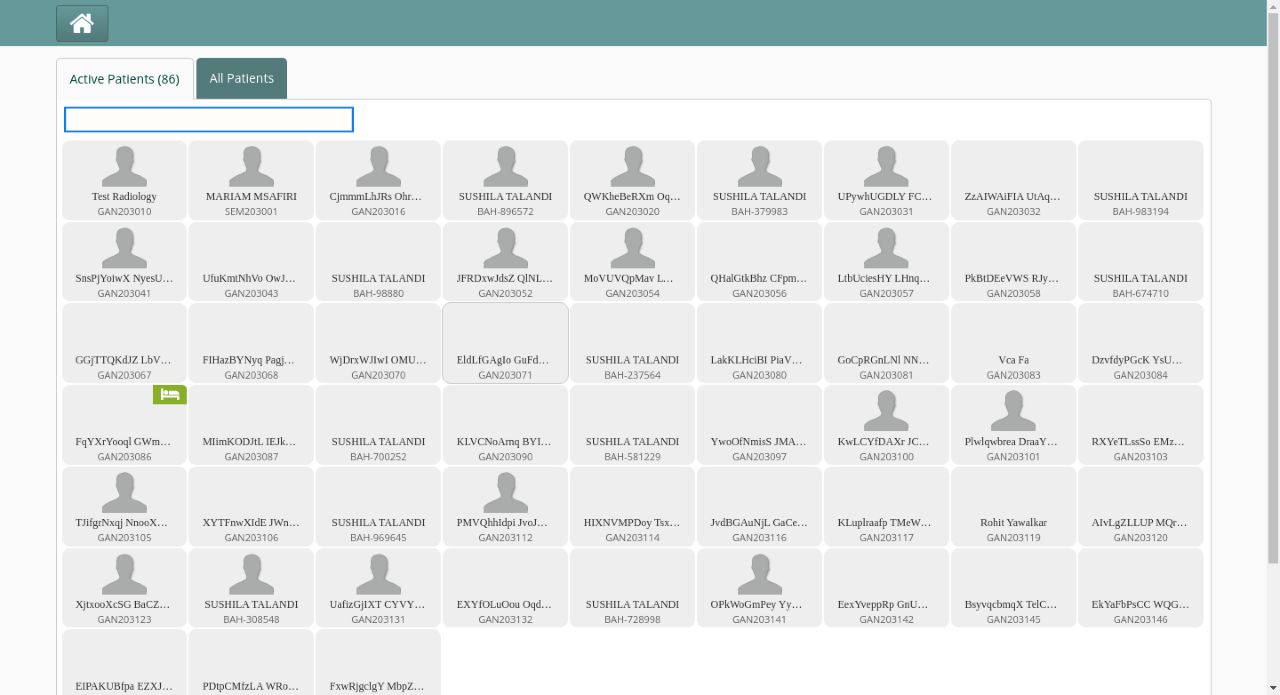 Active Patients (86)
All Patients
Test Radiology
GAN203010
MARIAM MSAFIRI
SEM203001
CjmmmLhJRs Ohr...
GAN203016
SUSHILA TALANDI
BAH-896572
QWKheBeRXm Oq...
GAN203020
SUSHILA TALANDI
BAH-379983
UPywhUGDLY FC...
GAN203031
ZzAIWAiFIA UtAq...
GAN203032
SUSHILA TALANDI
BAH-983194
SnsPjYoiwX NyesU...
GAN203041
UfuKmtNhVo OwJ...
GAN203043
SUSHILA TALANDI
BAH-98880
JFRDxwJdsZ QlNL...
GAN203052
MoVUVQpMav L...
GAN203054
QHalGtkBhz CFpm...
GAN203056
LtbUciesHY LHnq...
GAN203057
PkBtDEeVWS RJy...
GAN203058
SUSHILA TALANDI
BAH-674710
GGjTTQKdJZ LbV...
GAN203067
FIHazBYNyq Pagj...
GAN203068
WjDrxWJIwI OMU...
GAN203070
EldLfGAgIo GuFd...
GAN203071
SUSHILA TALANDI
BAH-237564
LakKLHciBI PiaV...
GAN203080
GoCpRGnLNl NN...
GAN203081
Vca Fa
GAN203083
DzvfdyPGcK YsU...
GAN203084
FqYXrYooql GWm...
GAN203086
MIimKODJtL IEJk...
GAN203087
SUSHILA TALANDI
BAH-700252
KLVCNoArnq BYI...
GAN203090
SUSHILA TALANDI
BAH-581229
YwoOfNmisS JMA...
GAN203097
KwLCYfDAXr JC...
GAN203100
Plwlqwbrea DraaY...
GAN203101
RXYeTLssSo EMz...
GAN203103
TJifgrNxqj NnooX...
GAN203105
XYTFnwXIdE JWn...
GAN203106
SUSHILA TALANDI
BAH-969645
PMVQhhIdpi JvoJ...
GAN203112
HIXNVMPDoy Tsx...
GAN203114
JvdBGAuNjL GaCe...
GAN203116
KLuplraafp TMeW...
GAN203117
Rohit Yawalkar
GAN203119
AIvLgZLLUP MQr...
GAN203120
XjtxooXcSG BaCZ...
GAN203123
SUSHILA TALANDI
BAH-308548
UafizGjIXT CYVY...
GAN203131
EXYfOLuOou Oqd...
GAN203132
SUSHILA TALANDI
BAH-728998
OPkWoGmPey Yy...
GAN203141
EexYveppRp GnU...
GAN203142
BsyvqcbmqX TelC...
GAN203145
EkYaFbPsCC WQG...
GAN203146
EIPAKUBfpa EZXJ...
PDtpCMfzLA WRo...
FxwRjgclgY MbpZ...